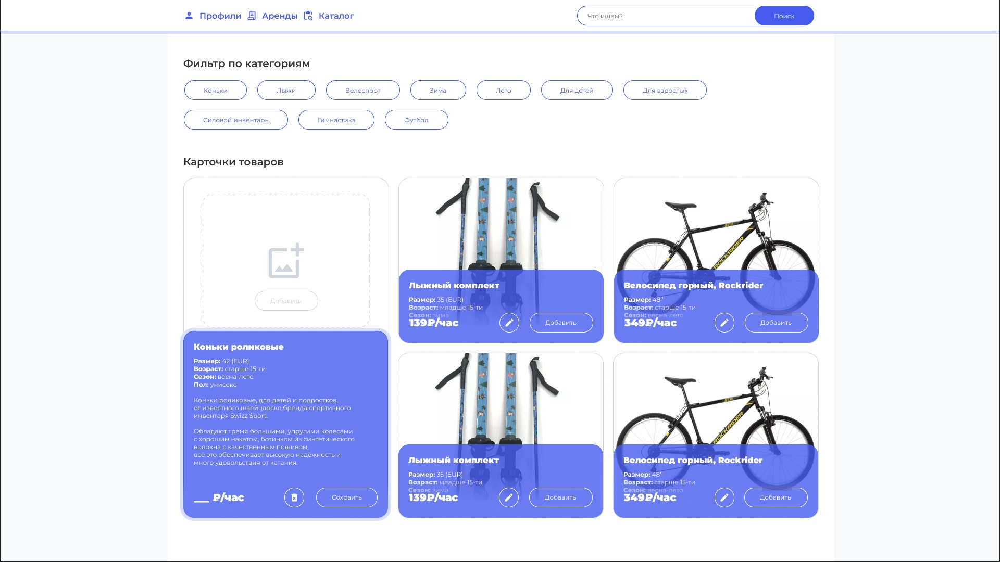 Профили
Аренды
Каталог
Что ищем?
Поиск
Фильтр по категориям
Коньки
Лыжи
Велоспорт
Зима
Лето
Для детей
Для взрослых
Силовой инвентарь
Гимнастика
Футбол
Карточки товаров
Добавить
Коньки роликовые
Размер: 42 (EUR)
Возраст: старше 15-ти
Сезон: весна-лето
Пол: унисекс
Коньки роликовые, для детей и подростков,
от известного швейцарско бренда спортивного
инвентаря Swizz Sport.
Обладают тремя большими, упругими колёсами
с хорошим накатом, ботинком из синтетического
волокна с качественным пошивом,
всё это обеспечивает высокую надёжность и
много удовольствия от катания.
___ ₽/час
Сохраить
Лыжный комплект
Размер: 35 (EUR)
Возраст: младше 15-ти
Сезон: зима
139₽/час
Добавить
ST 50
ROCKRIDER
Велосипед горный, Rockrider
Размер: 48’’
Возраст: старше 15-ти
Сезон: весна-лето
349₽/час
Добавить
Лыжный комплект
Размер: 35 (EUR)
Возраст: младше 15-ти
Сезон: зима
139₽/час
Добавить
ST 50
ROCKRIDER
Велосипед горный, Rockrider
Размер: 48’’
Возраст: старше 15-ти
Сезон: весна-лето
349₽/час
Добавить